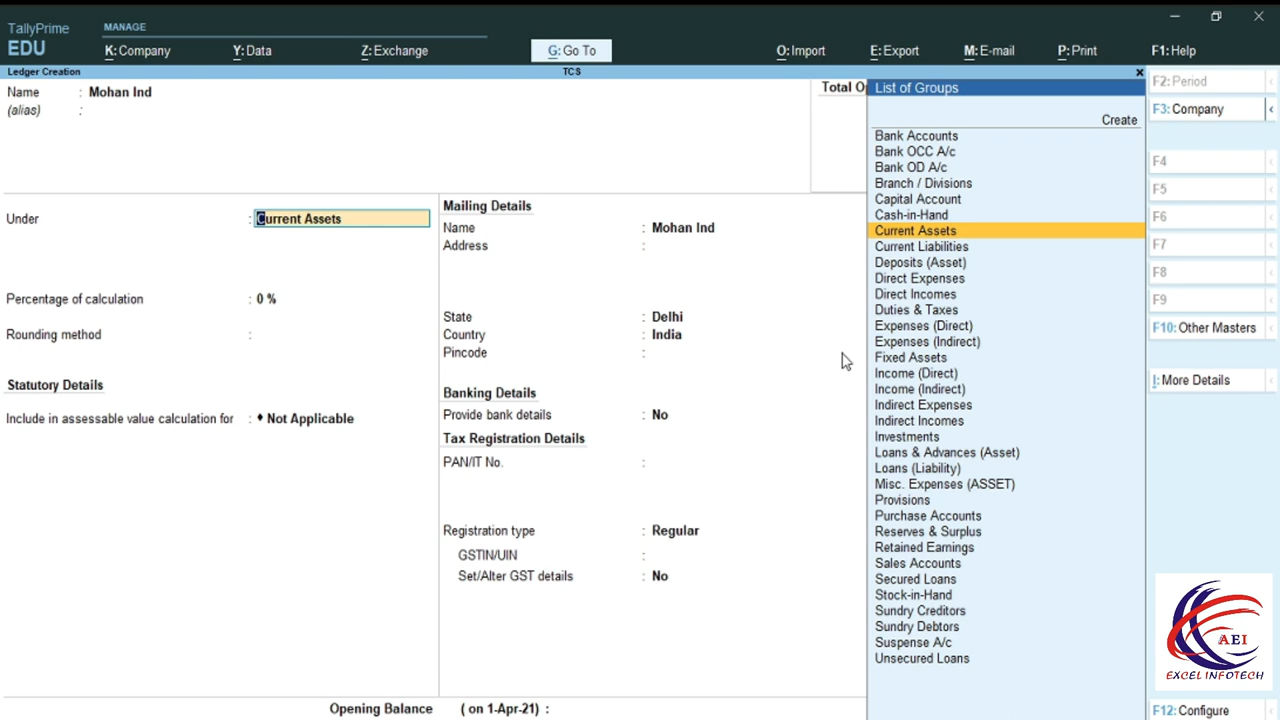 TallyPrime
EDU
MANAGE
K: Company
Y: Data
Z: Exchange
G: Go To
O: Import
E: Export
M: E-mail
P: Print
F1: Help
Ledger Creation
TCS
Name : Mohan Ind
(alias) :
Total Op
Under : Current Assets
Percentage of calculation : 0 %
Rounding method :
Statutory Details
Include in assessable value calculation for : ♦ Not Applicable
Mailing Details
Name : Mohan Ind
Address :
State : Delhi
Country : India
Pincode :
Banking Details
Provide bank details : No
Tax Registration Details
PAN/IT No. :
Registration type : Regular
GSTIN/UIN :
Set/Alter GST details : No
Opening Balance ( on 1-Apr-21) :
List of Groups
Create
Bank Accounts
Bank OCC A/c
Bank OD A/c
Branch / Divisions
Capital Account
Cash-in-Hand
Current Assets
Current Liabilities
Deposits (Asset)
Direct Expenses
Direct Incomes
Duties & Taxes
Expenses (Direct)
Expenses (Indirect)
Fixed Assets
Income (Direct)
Income (Indirect)
Indirect Expenses
Indirect Incomes
Investments
Loans & Advances (Asset)
Loans (Liability)
Misc. Expenses (ASSET)
Provisions
Purchase Accounts
Reserves & Surplus
Retained Earnings
Sales Accounts
Secured Loans
Stock-in-Hand
Sundry Creditors
Sundry Debtors
Suspense A/c
Unsecured Loans
F2: Period
F3: Company
F4
F5
F6
F7
F8
F9
F10: Other Masters
I: More Details
AEI
EXCEL INFOTECH
F12: Configure